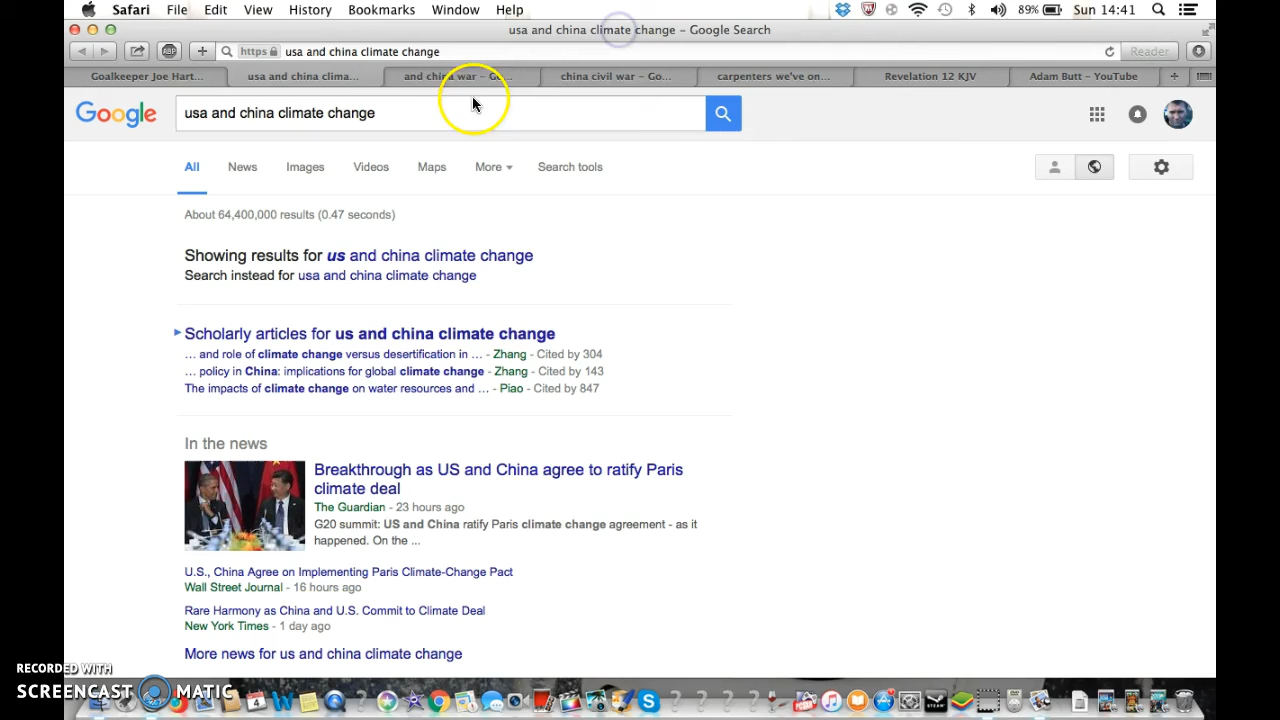 Safari File Edit View History Bookmarks Window Help 89% Sun 14:41
usa and china climate change – Google Search
ABP + https usa and china climate change Reader
Goalkeeper Joe Hart... usa and china clima... and china war – Go... china civil war – Go... carpenters we've on... Revelation 12 KJV Adam Butt – YouTube +
Google usa and china climate change
All News Images Videos Maps More Search tools
About 64,400,000 results (0.47 seconds)
Showing results for us and china climate change
Search instead for usa and china climate change
Scholarly articles for us and china climate change
... and role of climate change versus desertification in ... - Zhang - Cited by 304
... policy in China: implications for global climate change - Zhang - Cited by 143
The impacts of climate change on water resources and ... - Piao - Cited by 847
In the news
Breakthrough as US and China agree to ratify Paris
climate deal
The Guardian - 23 hours ago
G20 summit: US and China ratify Paris climate change agreement - as it
happened. On the ...
U.S., China Agree on Implementing Paris Climate-Change Pact
Wall Street Journal - 16 hours ago
Rare Harmony as China and U.S. Commit to Climate Deal
New York Times - 1 day ago
More news for us and china climate change
RECORDED WITH
SCREENCAST MATIC
4